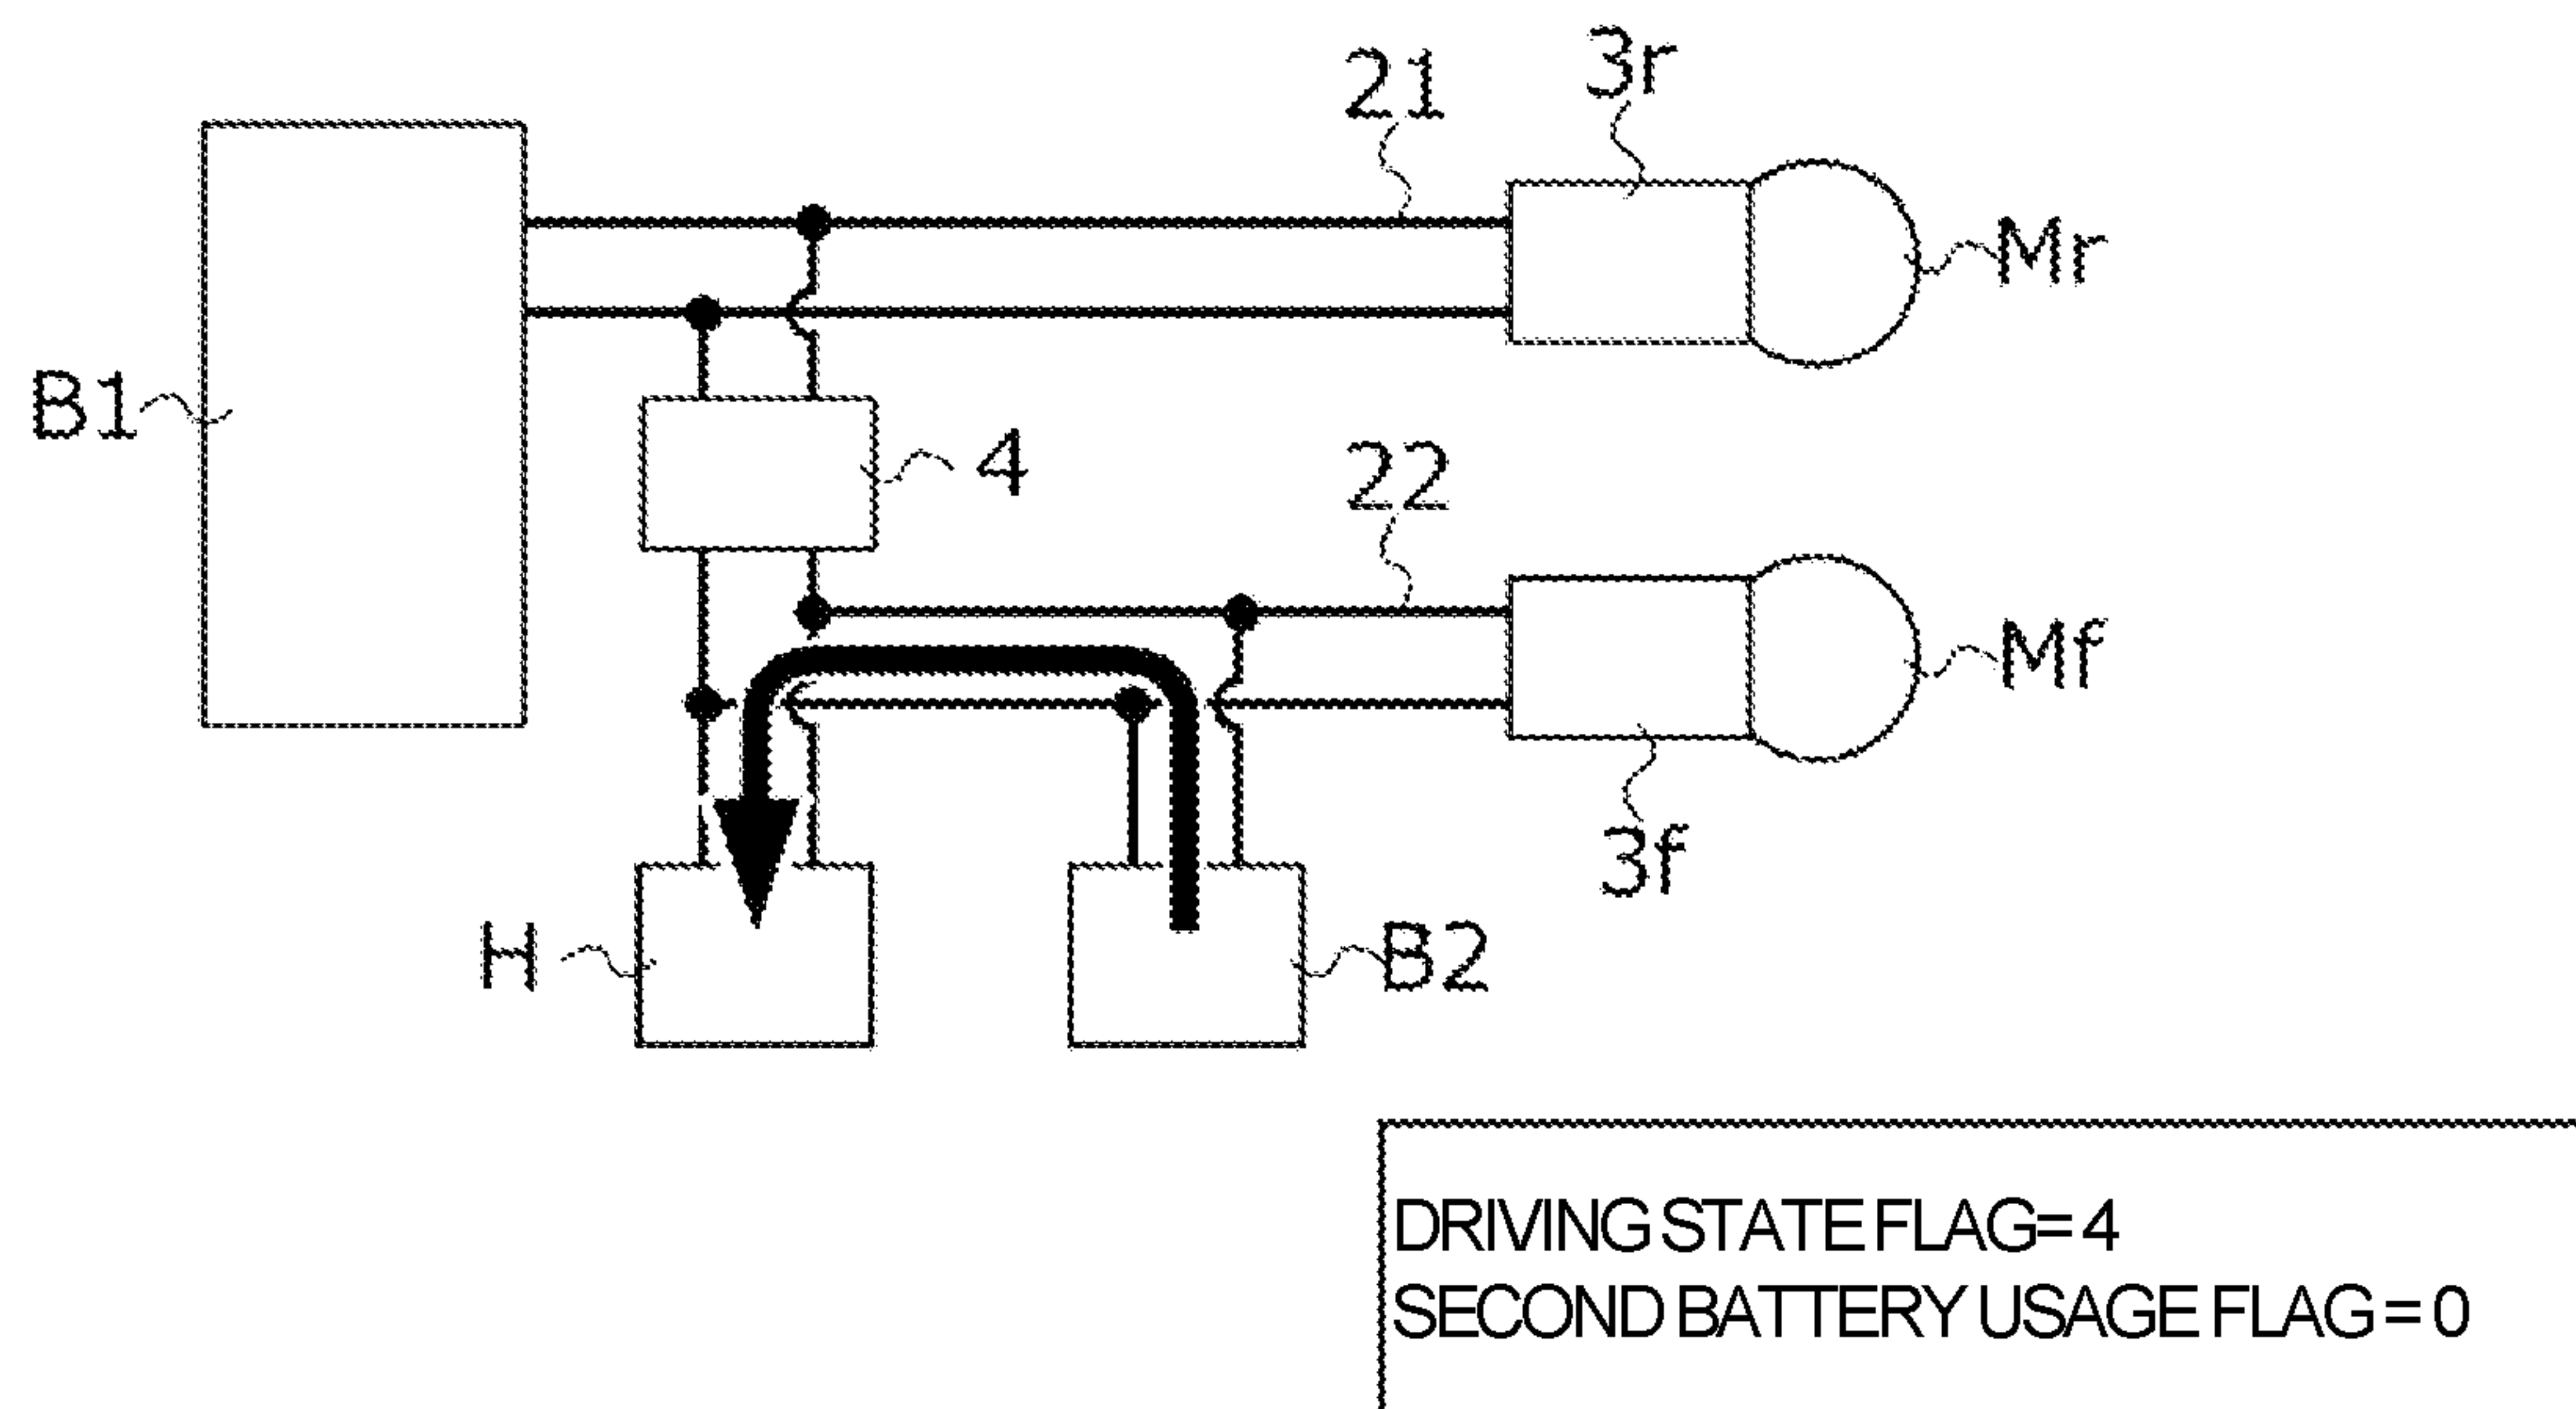 21
3r
Mr
B1
4
22
Mf
3f
H
B2
DRIVING STATE FLAG= 4
SECOND BATTERY USAGE FLAG = 0